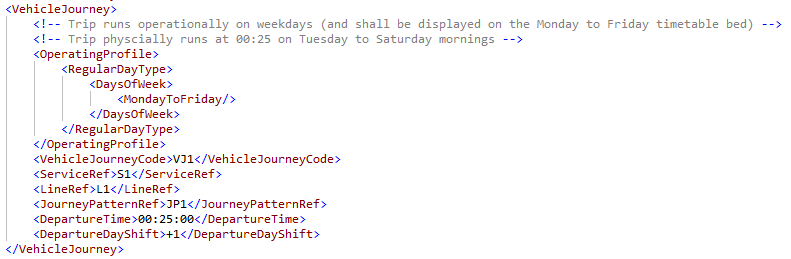 <VehicleJourney>
<!-- Trip runs operationally on weekdays (and shall be displayed on the Monday to Friday timetable bed) -->
<!-- Trip physcially runs at 00:25 on Tuesday to Saturday mornings -->
<OperatingProfile>
<RegularDayType>
<DaysOfWeek>
<MondayToFriday/>
</DaysOfWeek>
</RegularDayType>
</OperatingProfile>
<VehicleJourneyCode>VJ1</VehicleJourneyCode>
<ServiceRef>S1</ServiceRef>
<LineRef>L1</LineRef>
<JourneyPatternRef>JP1</JourneyPatternRef>
<DepartureTime>00:25:00</DepartureTime>
<DepartureDayShift>+1</DepartureDayShift>
</VehicleJourney>